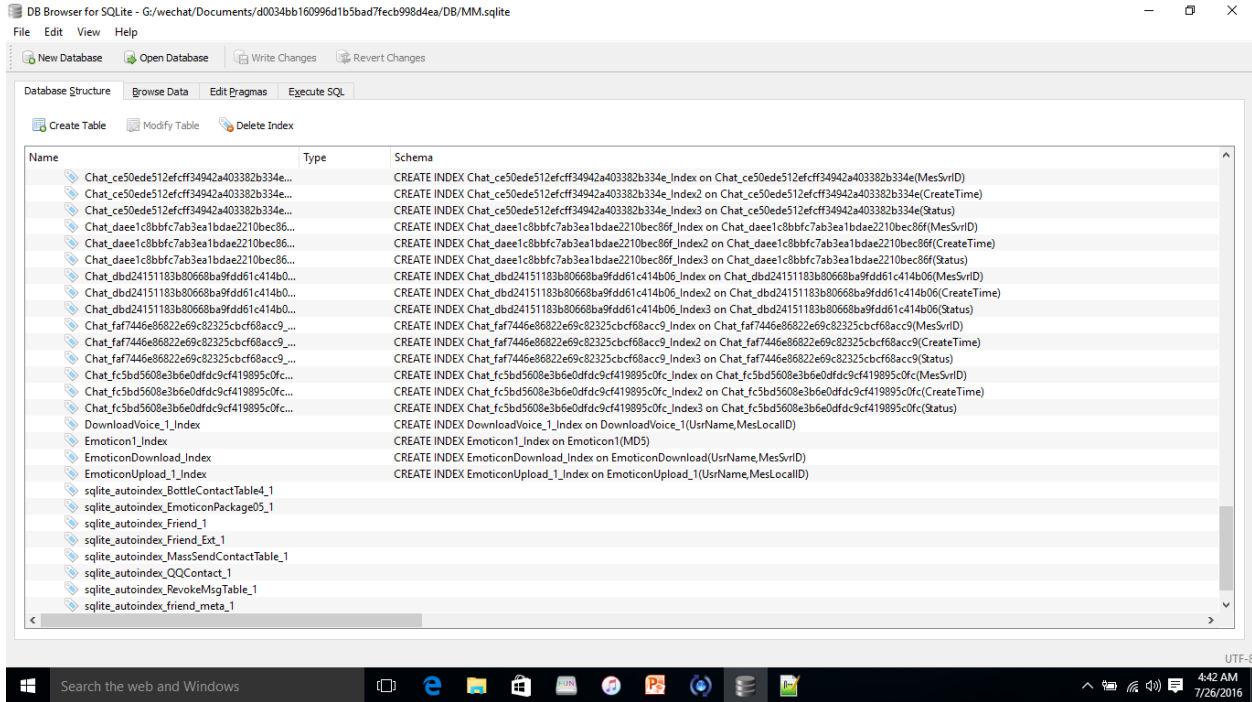 DB Browser for SQLite - G:/wechat/Documents/d0034bb160996d1b5bad7fecb998d4ea/DB/MM.sqlite
File Edit View Help
New Database Open Database Write Changes Revert Changes
Database Structure Browse Data Edit Pragmas Execute SQL
Create Table Modify Table Delete Index
Name Type Schema
Chat_ce50ede512efcff34942a403382b334e... CREATE INDEX Chat_ce50ede512efcff34942a403382b334e_Index on Chat_ce50ede512efcff34942a403382b334e(MesSvrID)
Chat_ce50ede512efcff34942a403382b334e... CREATE INDEX Chat_ce50ede512efcff34942a403382b334e_Index2 on Chat_ce50ede512efcff34942a403382b334e(CreateTime)
Chat_ce50ede512efcff34942a403382b334e... CREATE INDEX Chat_ce50ede512efcff34942a403382b334e_Index3 on Chat_ce50ede512efcff34942a403382b334e(Status)
Chat_daee1c8bbfc7ab3ea1bdae2210bec86... CREATE INDEX Chat_daee1c8bbfc7ab3ea1bdae2210bec86f_Index on Chat_daee1c8bbfc7ab3ea1bdae2210bec86f(MesSvrID)
Chat_daee1c8bbfc7ab3ea1bdae2210bec86... CREATE INDEX Chat_daee1c8bbfc7ab3ea1bdae2210bec86f_Index2 on Chat_daee1c8bbfc7ab3ea1bdae2210bec86f(CreateTime)
Chat_daee1c8bbfc7ab3ea1bdae2210bec86... CREATE INDEX Chat_daee1c8bbfc7ab3ea1bdae2210bec86f_Index3 on Chat_daee1c8bbfc7ab3ea1bdae2210bec86f(Status)
Chat_dbd24151183b80668ba9fdd61c414b0... CREATE INDEX Chat_dbd24151183b80668ba9fdd61c414b06_Index on Chat_dbd24151183b80668ba9fdd61c414b06(MesSvrID)
Chat_dbd24151183b80668ba9fdd61c414b0... CREATE INDEX Chat_dbd24151183b80668ba9fdd61c414b06_Index2 on Chat_dbd24151183b80668ba9fdd61c414b06(CreateTime)
Chat_dbd24151183b80668ba9fdd61c414b0... CREATE INDEX Chat_dbd24151183b80668ba9fdd61c414b06_Index3 on Chat_dbd24151183b80668ba9fdd61c414b06(Status)
Chat_faf7446e86822e69c82325cbcf68acc9_... CREATE INDEX Chat_faf7446e86822e69c82325cbcf68acc9_Index on Chat_faf7446e86822e69c82325cbcf68acc9(MesSvrID)
Chat_faf7446e86822e69c82325cbcf68acc9_... CREATE INDEX Chat_faf7446e86822e69c82325cbcf68acc9_Index2 on Chat_faf7446e86822e69c82325cbcf68acc9(CreateTime)
Chat_faf7446e86822e69c82325cbcf68acc9_... CREATE INDEX Chat_faf7446e86822e69c82325cbcf68acc9_Index3 on Chat_faf7446e86822e69c82325cbcf68acc9(Status)
Chat_fc5bd5608e3b6e0dfdc9cf419895c0fc... CREATE INDEX Chat_fc5bd5608e3b6e0dfdc9cf419895c0fc_Index on Chat_fc5bd5608e3b6e0dfdc9cf419895c0fc(MesSvrID)
Chat_fc5bd5608e3b6e0dfdc9cf419895c0fc... CREATE INDEX Chat_fc5bd5608e3b6e0dfdc9cf419895c0fc_Index2 on Chat_fc5bd5608e3b6e0dfdc9cf419895c0fc(CreateTime)
Chat_fc5bd5608e3b6e0dfdc9cf419895c0fc... CREATE INDEX Chat_fc5bd5608e3b6e0dfdc9cf419895c0fc_Index3 on Chat_fc5bd5608e3b6e0dfdc9cf419895c0fc(Status)
DownloadVoice_1_Index CREATE INDEX DownloadVoice_1_Index on DownloadVoice_1(UsrName,MesLocalID)
Emoticon1_Index CREATE INDEX Emoticon1_Index on Emoticon1(MD5)
EmoticonDownload_Index CREATE INDEX EmoticonDownload_Index on EmoticonDownload(UsrName,MesSvrID)
EmoticonUpload_1_Index CREATE INDEX EmoticonUpload_1_Index on EmoticonUpload_1(UsrName,MesLocalID)
sqlite_autoindex_BottleContactTable4_1
sqlite_autoindex_EmoticonPackage05_1
sqlite_autoindex_Friend_1
sqlite_autoindex_Friend_Ext_1
sqlite_autoindex_MassSendContactTable_1
sqlite_autoindex_QQContact_1
sqlite_autoindex_RevokeMsgTable_1
sqlite_autoindex_friend_meta_1
UTF-8
Search the web and Windows FUN 4:42 AM
7/26/2016